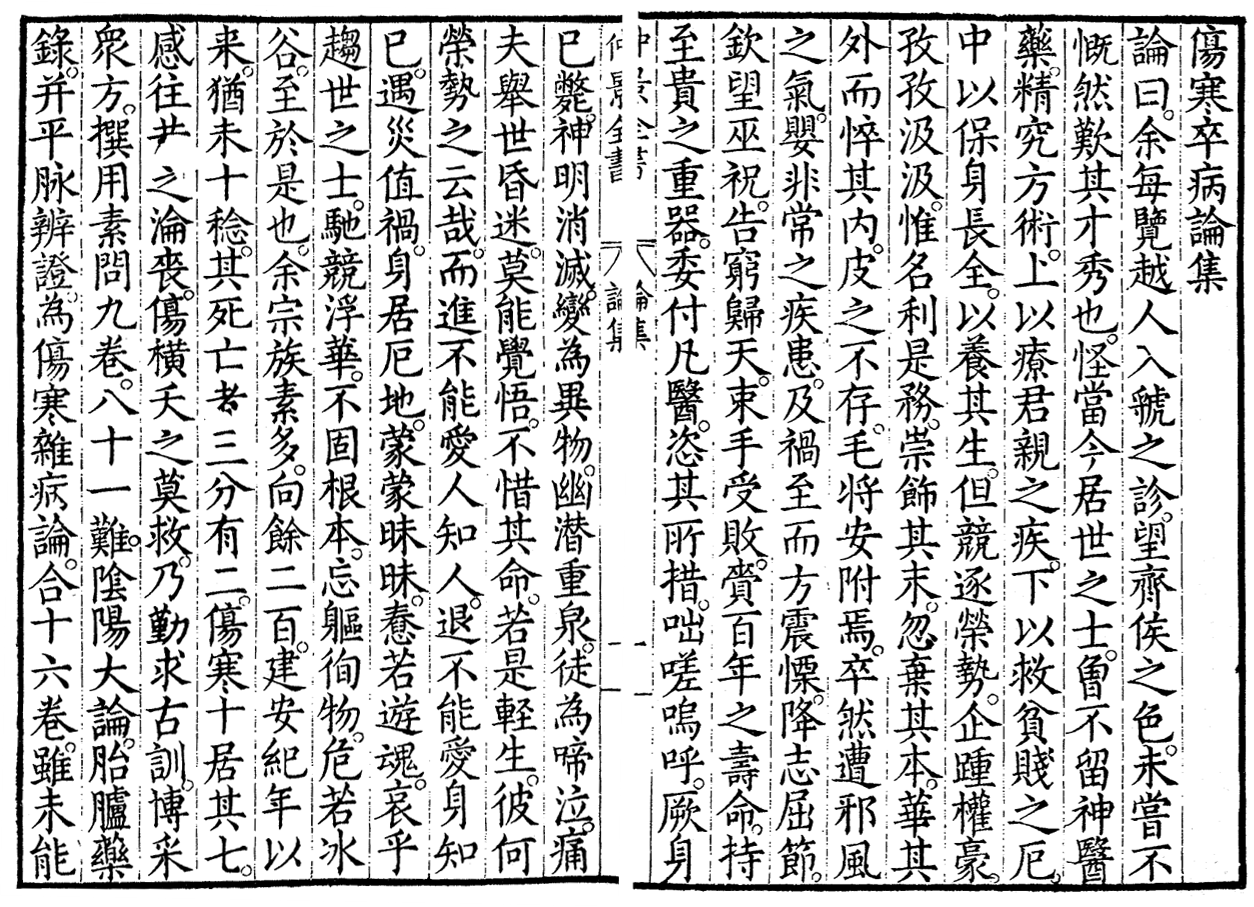 傷寒卒病論集
論曰。余每覽越人入虢之診。望齊侯之色。未嘗不
慨然歎其才秀也。怪當今居世之士。曾不留神醫
藥。精究方術。上以療君親之疾。下以救貧賤之厄。
中以保身長全。以養其生。但競逐榮勢。企踵權豪。
孜孜汲汲。惟名利是務。崇飾其末。忽棄其本。華其
外而悴其內。皮之不存。毛將安附焉。卒然遭邪風
之氣。嬰非常之疾。患及禍至。而方震慄。降志屈節。
欽望巫祝。告窮歸天。束手受敗。賫百年之壽命。持
至貴之重器。委付凡醫。恣其所措。咄嗟嗚呼。厥身
仲景全書 論集 一
已斃。神明消滅。變為異物。幽潛重泉。徒為啼泣。痛
夫舉世昏迷。莫能覺悟。不惜其命。若是輕生。彼何
榮勢之云哉。而進不能愛人知人。退不能愛身知
己。遇災值禍。身居厄地。蒙蒙昧昧。惷若遊魂。哀乎
趨世之士。馳競浮華。不固根本。忘軀徇物。危若冰
谷。至於是也。余宗族素多。向餘二百。建安紀年以
来。猶未十稔。其死亡者三分有二。傷寒十居其七。
感往昔之淪喪。傷橫夭之莫救。乃勤求古訓。博采
眾方。撰用素問九卷。八十一難。陰陽大論。胎臚藥
錄。并平脉辨證。為傷寒雜病論。合十六卷。雖未能